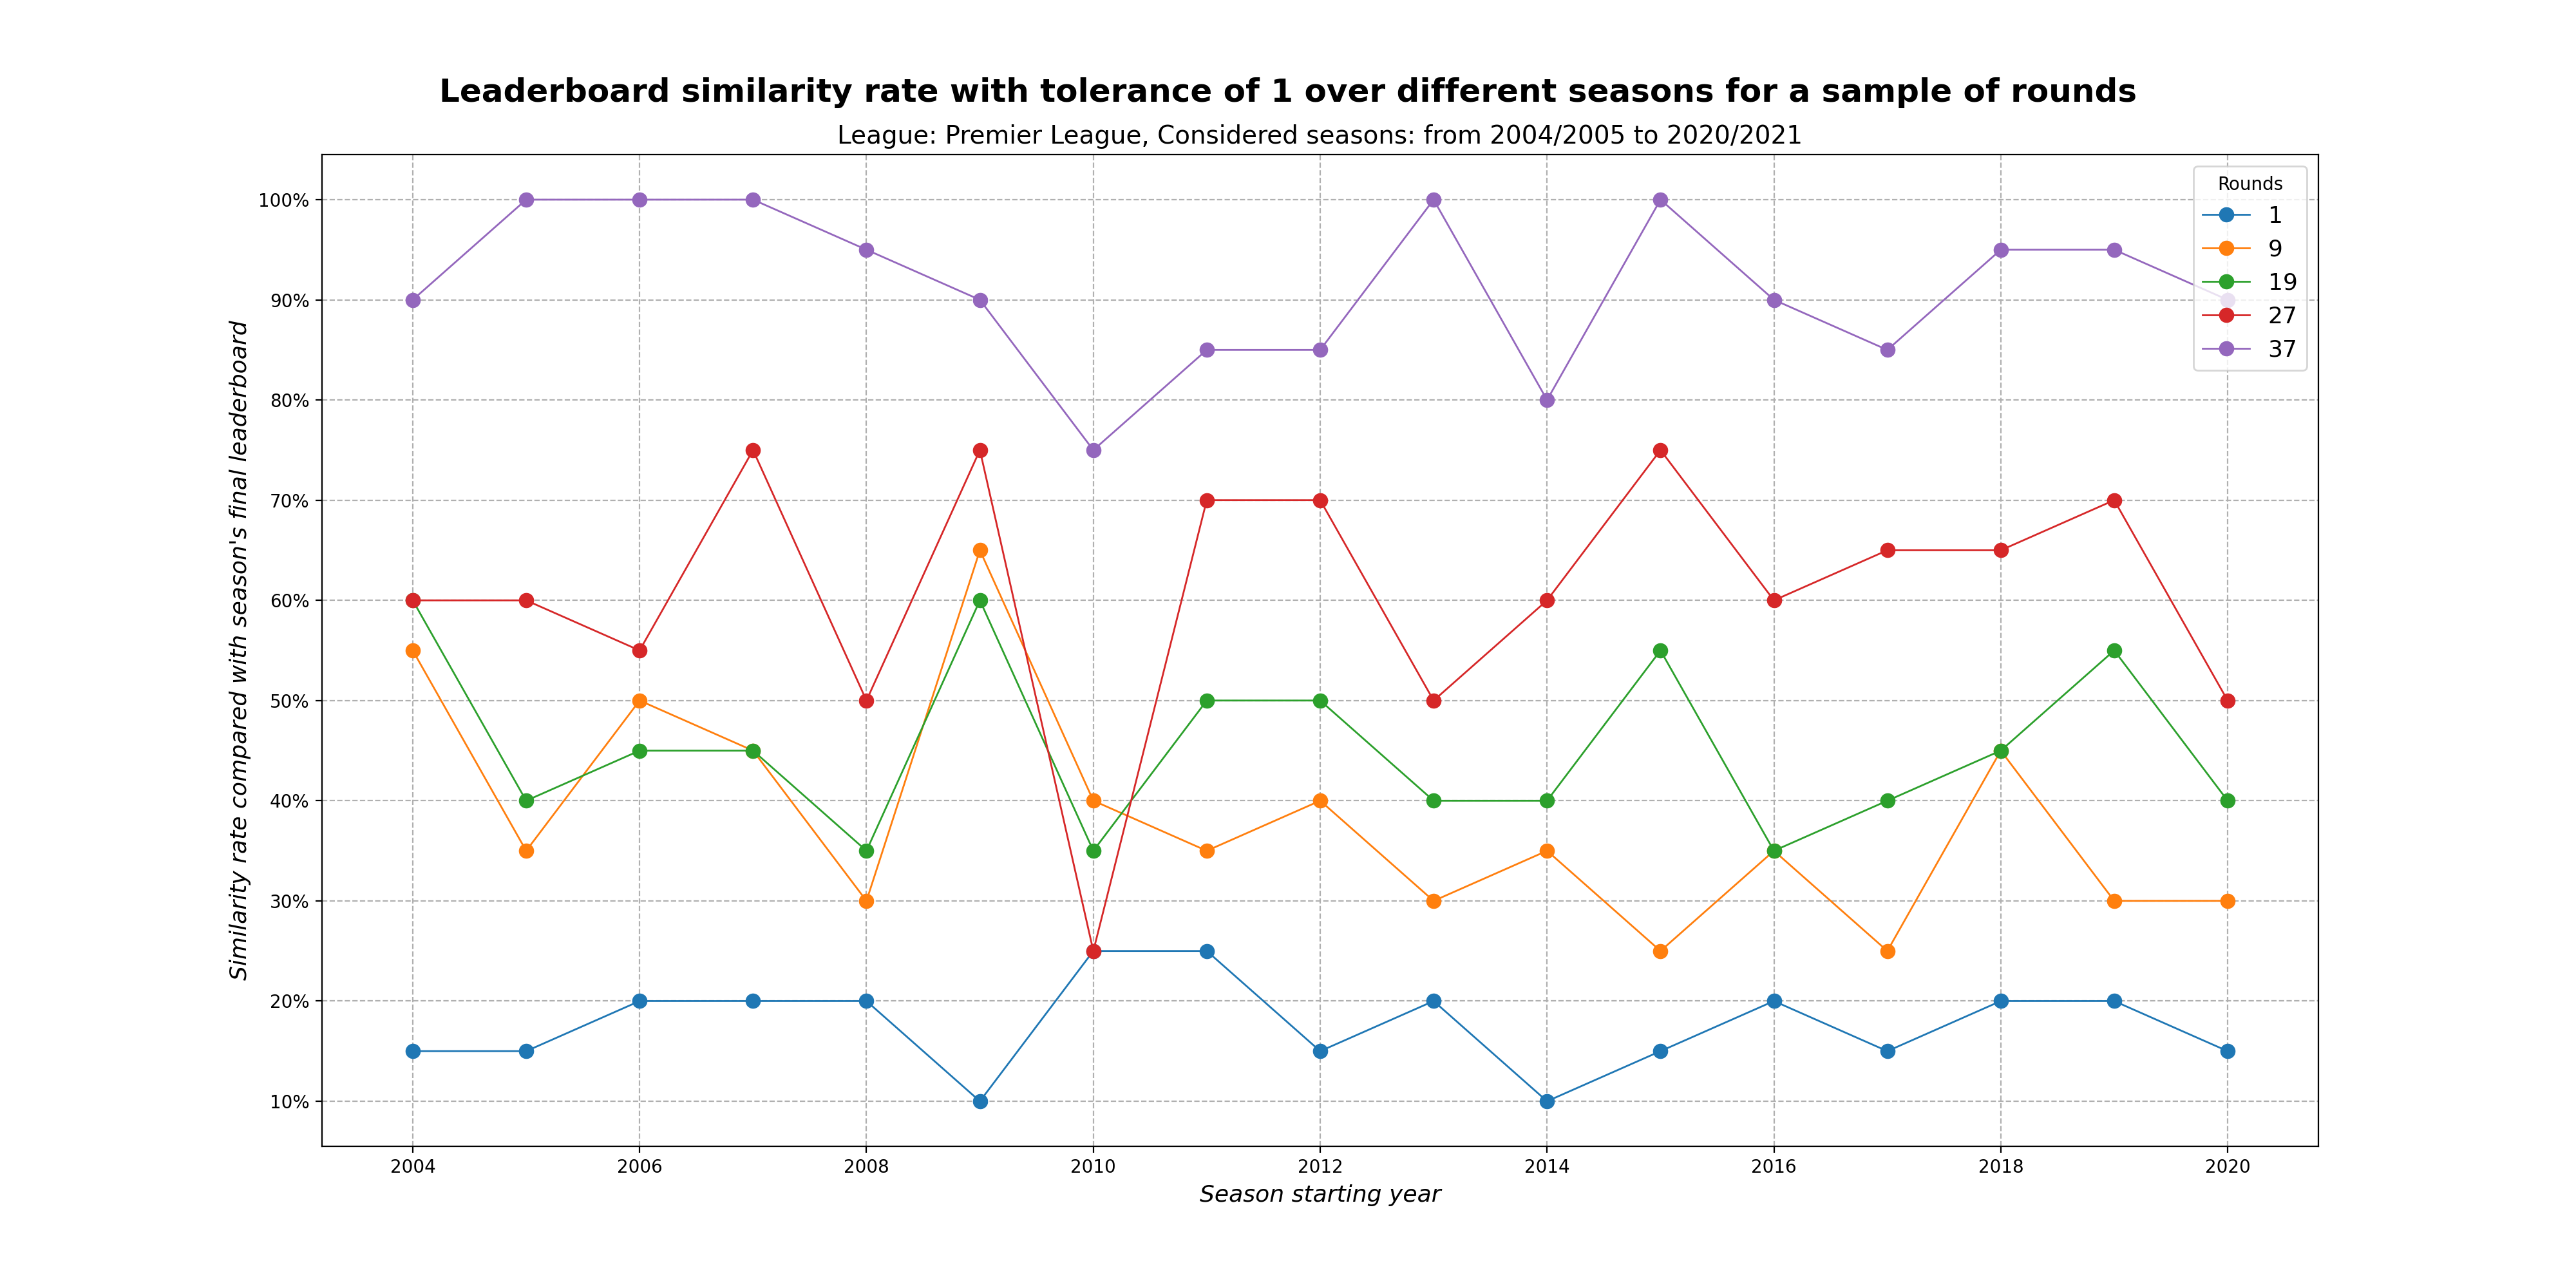 Leaderboard similarity rate with tolerance of 1 over different seasons for a sample of rounds
League: Premier League, Considered seasons: from 2004/2005 to 2020/2021
Similarity rate compared with season's final leaderboard
100%
90%
80%
70%
60%
50%
40%
30%
20%
10%
Rounds
1
9
19
27
37
2004 2006 2008 2010 2012 2014 2016 2018 2020
Season starting year